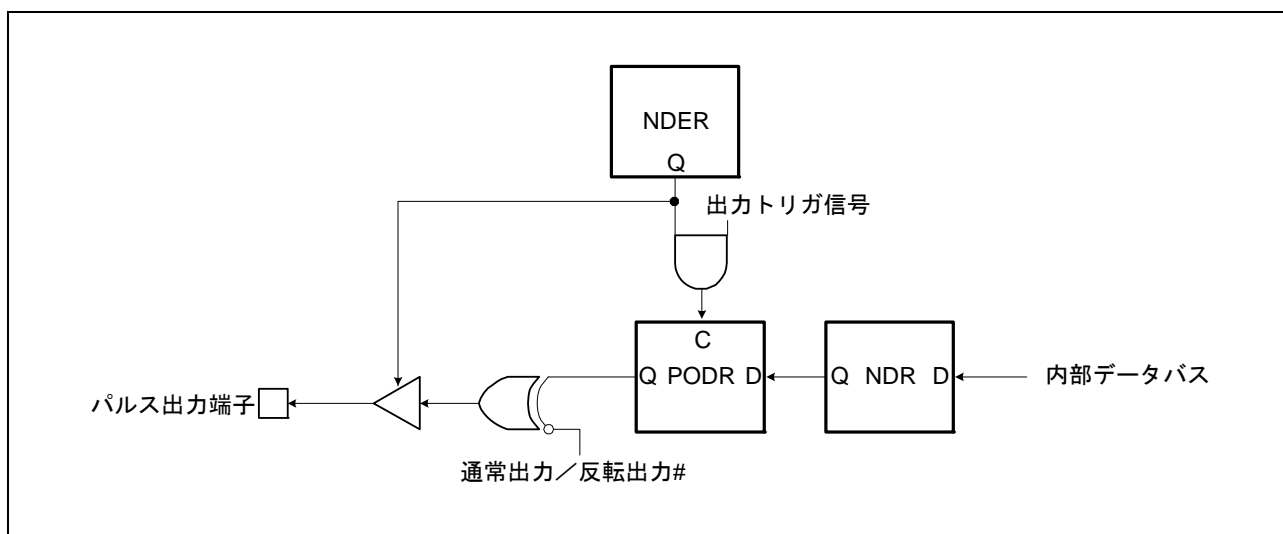 NDER
Q
出力トリガ信号
C
Q PODR D
Q NDR D
内部データバス
パルス出力端子
通常出力／反転出力#